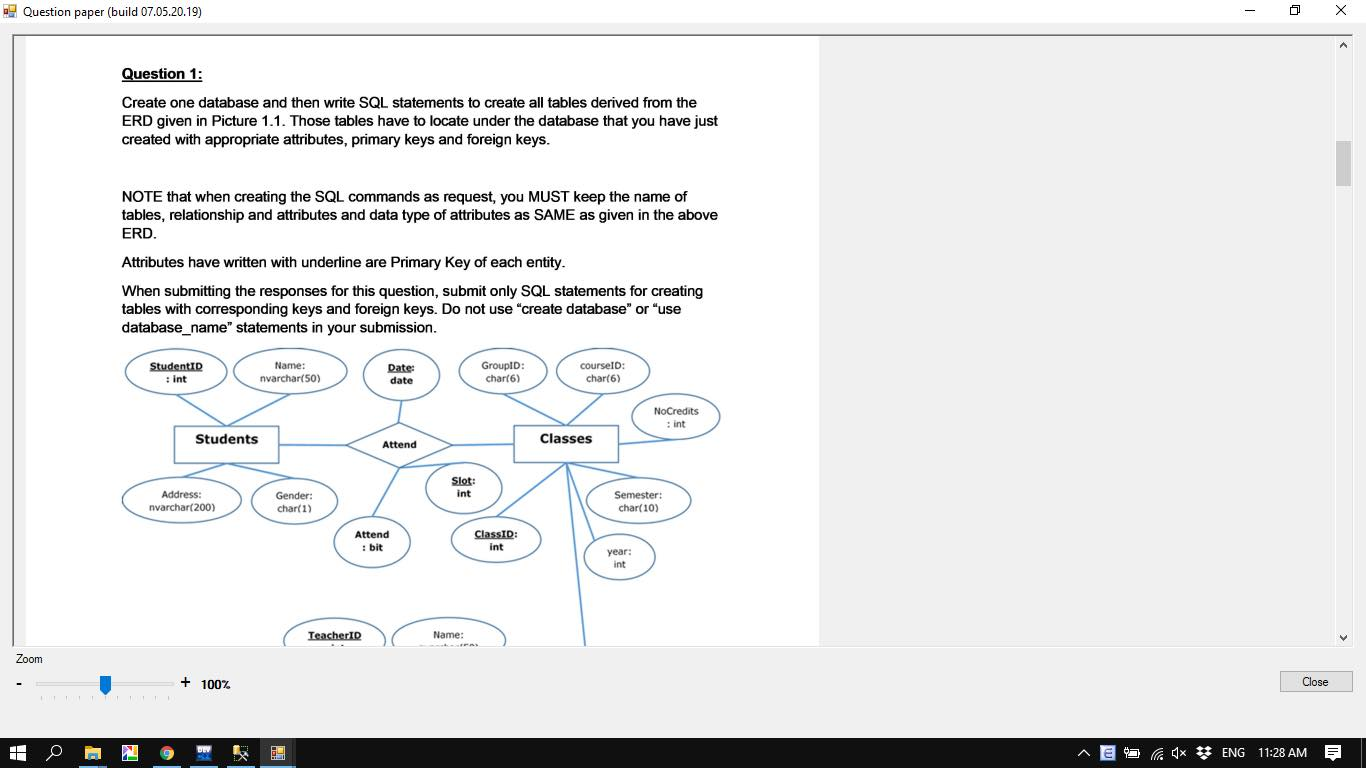 Question paper (build 07.05.20.19)
Question 1:
Create one database and then write SQL statements to create all tables derived from the
ERD given in Picture 1.1. Those tables have to locate under the database that you have just
created with appropriate attributes, primary keys and foreign keys.
NOTE that when creating the SQL commands as request, you MUST keep the name of
tables, relationship and attributes and data type of attributes as SAME as given in the above
ERD.
Attributes have written with underline are Primary Key of each entity.
When submitting the responses for this question, submit only SQL statements for creating
tables with corresponding keys and foreign keys. Do not use “create database” or “use
database_name” statements in your submission.
StudentID
: int
Name:
nvarchar(50)
Date:
date
GroupID:
char(6)
courseID:
char(6)
NoCredits
: int
Students
Attend
Classes
Address:
nvarchar(200)
Gender:
char(1)
Slot:
int
Semester:
char(10)
Attend
: bit
ClassID:
int
year:
int
TeacherID
Name:
Zoom
- + 100%
Close
DEV
ENG 11:28 AM